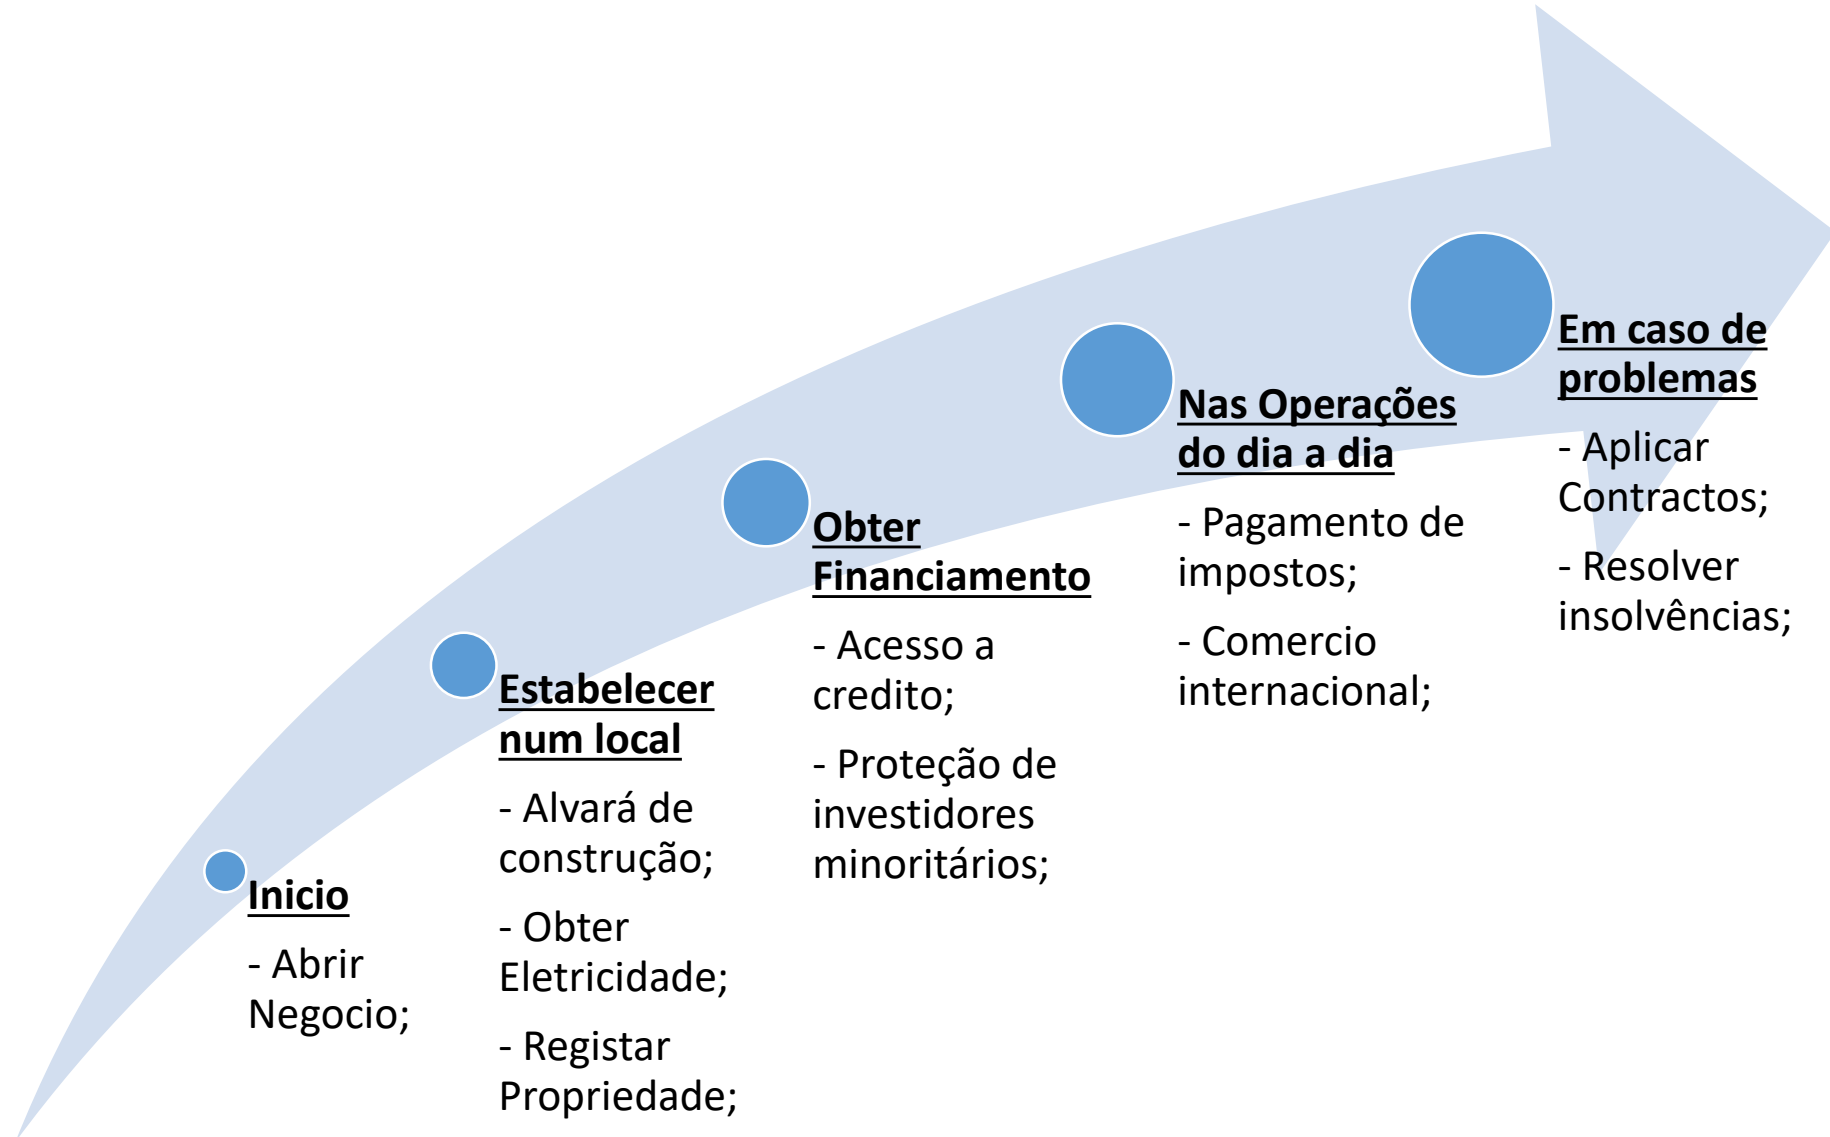 Inicio
- Abrir
Negocio;
Estabelecer
num local
- Alvará de
construção;
- Obter
Eletricidade;
- Registar
Propriedade;
Obter
Financiamento
- Acesso a
credito;
- Proteção de
investidores
minoritários;
Nas Operações
do dia a dia
- Pagamento de
impostos;
- Comercio
internacional;
Em caso de
problemas
- Aplicar
Contractos;
- Resolver
insolvências;